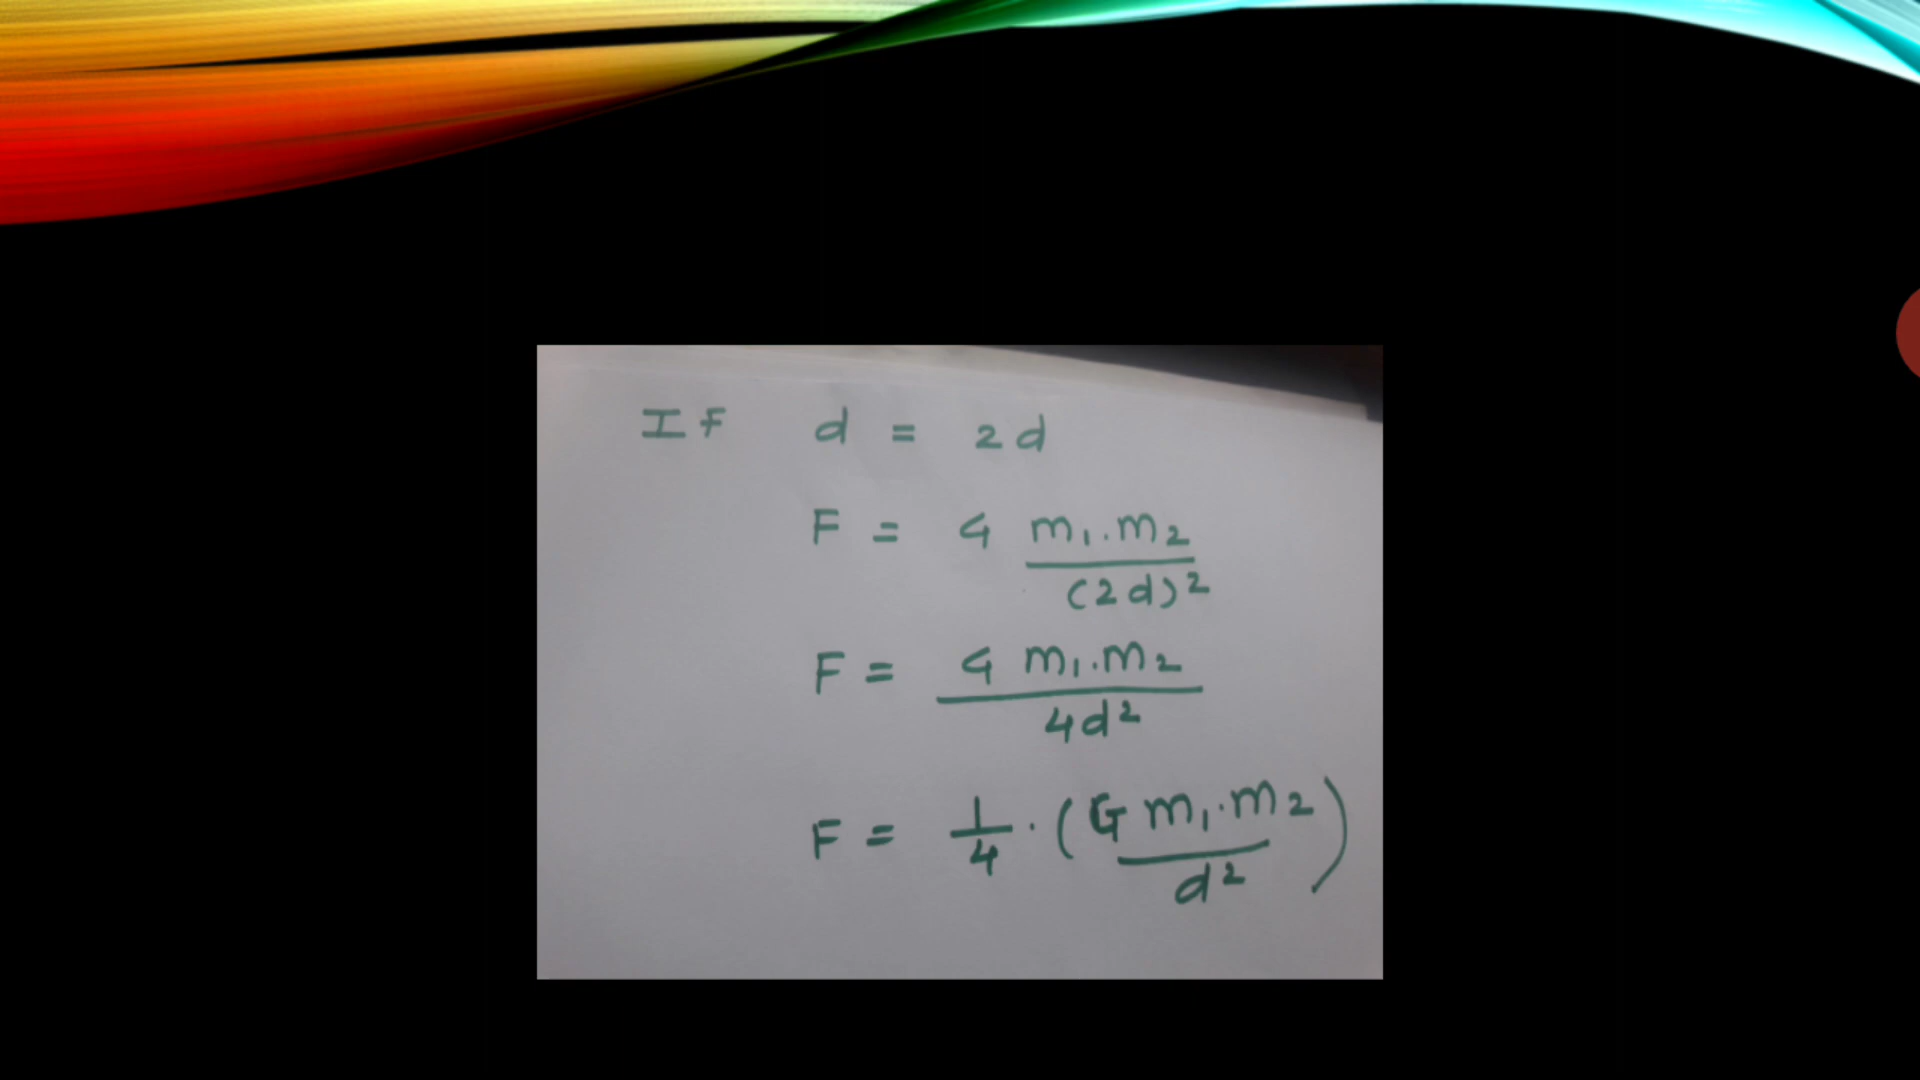 IF d = 2d
F = G m₁.m₂ / (2d)²
F = G m₁.m₂ / 4d²
F = 1/4 . (G m₁.m₂ / d²)